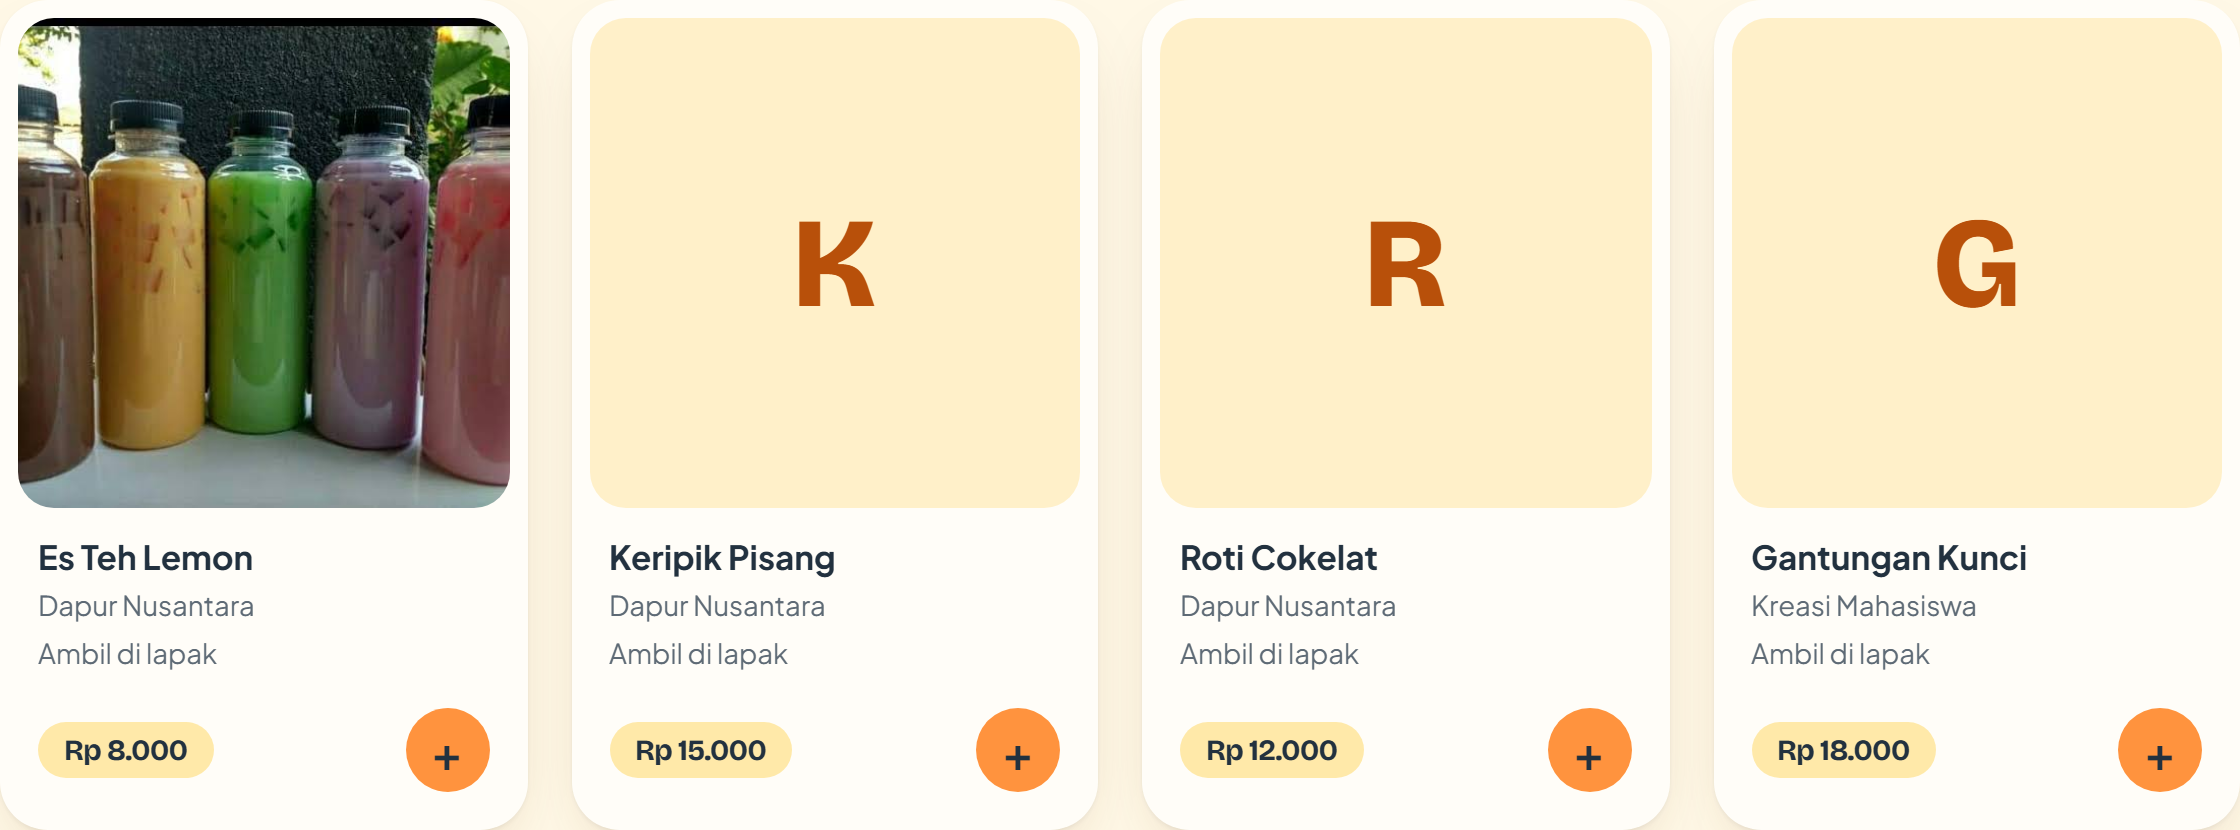 Es Teh Lemon
Dapur Nusantara
Ambil di lapak
Rp 8.000
+
K
Keripik Pisang
Dapur Nusantara
Ambil di lapak
Rp 15.000
+
R
Roti Cokelat
Dapur Nusantara
Ambil di lapak
Rp 12.000
+
G
Gantungan Kunci
Kreasi Mahasiswa
Ambil di lapak
Rp 18.000
+